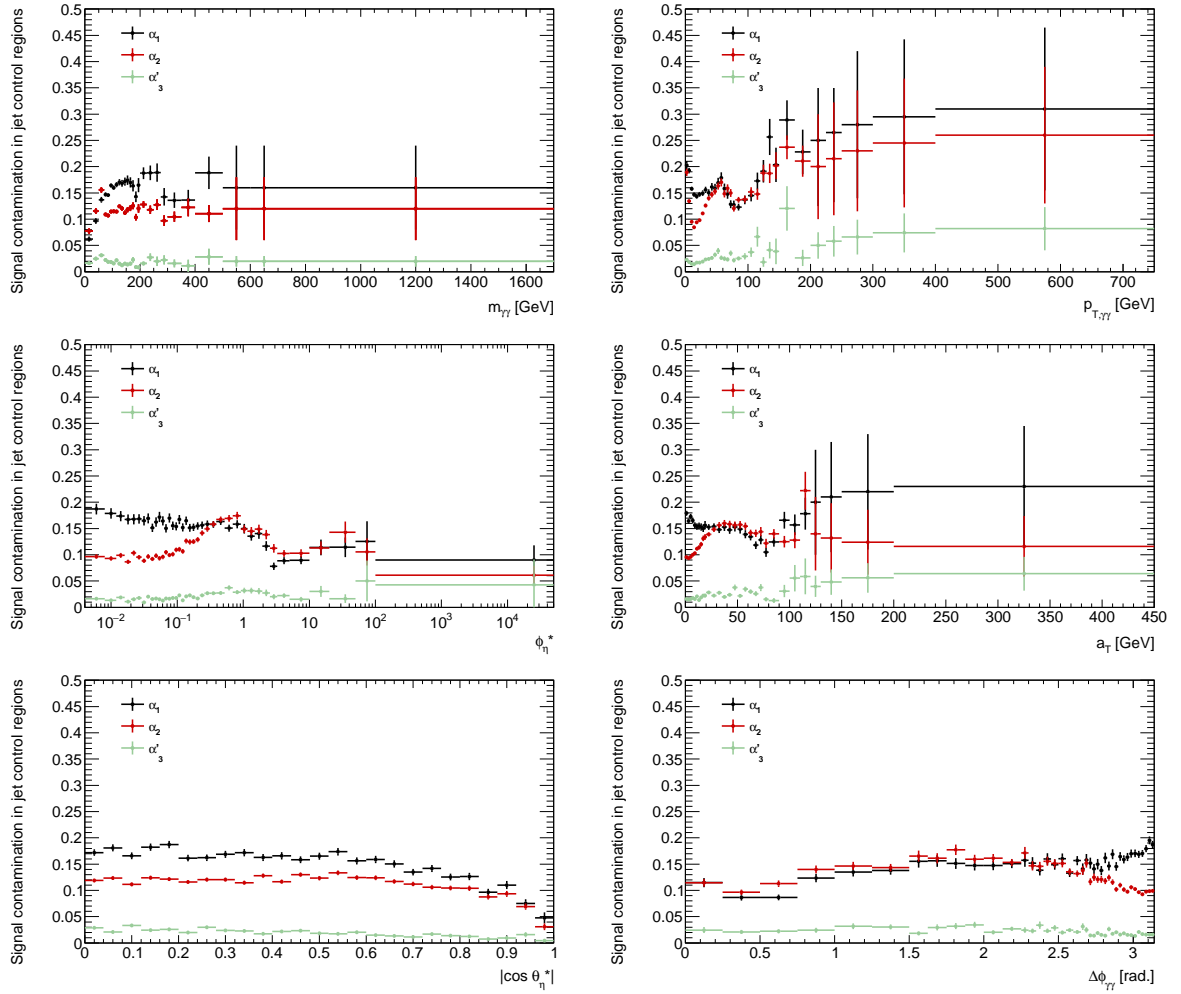 Signal contamination in jet control regions
0.5
0.45
0.4
0.35
0.3
0.25
0.2
0.15
0.1
0.05
0
α₁
α₂
α'₃
0 200 400 600 800 1000 1200 1400 1600
m_γγ [GeV]
Signal contamination in jet control regions
0.5
0.45
0.4
0.35
0.3
0.25
0.2
0.15
0.1
0.05
0
α₁
α₂
α'₃
0 100 200 300 400 500 600 700
p_T,γγ [GeV]
Signal contamination in jet control regions
0.5
0.45
0.4
0.35
0.3
0.25
0.2
0.15
0.1
0.05
0
α₁
α₂
α'₃
10⁻² 10⁻¹ 1 10 10² 10³ 10⁴
ϕ_η*
Signal contamination in jet control regions
0.5
0.45
0.4
0.35
0.3
0.25
0.2
0.15
0.1
0.05
0
α₁
α₂
α'₃
0 50 100 150 200 250 300 350 400 450
a_T [GeV]
Signal contamination in jet control regions
0.5
0.45
0.4
0.35
0.3
0.25
0.2
0.15
0.1
0.05
0
α₁
α₂
α'₃
0 0.1 0.2 0.3 0.4 0.5 0.6 0.7 0.8 0.9 1
|cos θ_η*|
Signal contamination in jet control regions
0.5
0.45
0.4
0.35
0.3
0.25
0.2
0.15
0.1
0.05
0
α₁
α₂
α'₃
0 0.5 1 1.5 2 2.5 3
Δϕ_γγ [rad.]